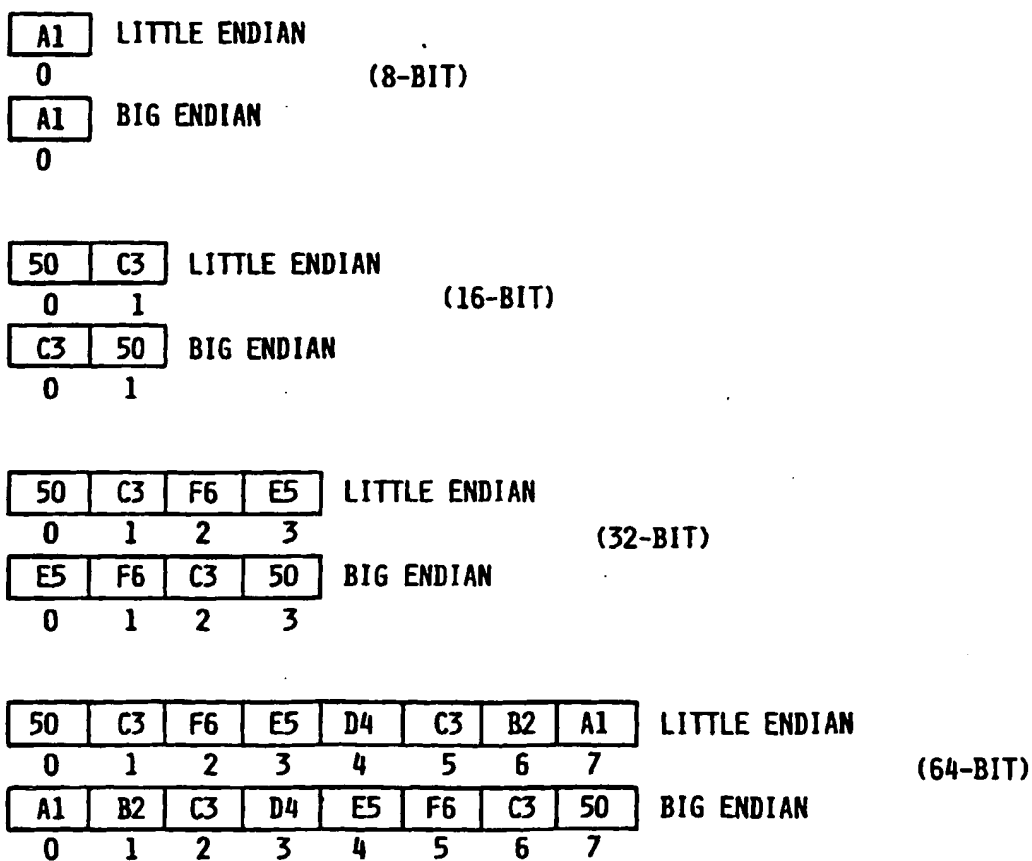 A1 LITTLE ENDIAN
0 (8-BIT)
A1 BIG ENDIAN
0
50 C3 LITTLE ENDIAN
0 1 (16-BIT)
C3 50 BIG ENDIAN
0 1
50 C3 F6 E5 LITTLE ENDIAN
0 1 2 3 (32-BIT)
E5 F6 C3 50 BIG ENDIAN
0 1 2 3
50 C3 F6 E5 D4 C3 B2 A1 LITTLE ENDIAN
0 1 2 3 4 5 6 7 (64-BIT)
A1 B2 C3 D4 E5 F6 C3 50 BIG ENDIAN
0 1 2 3 4 5 6 7